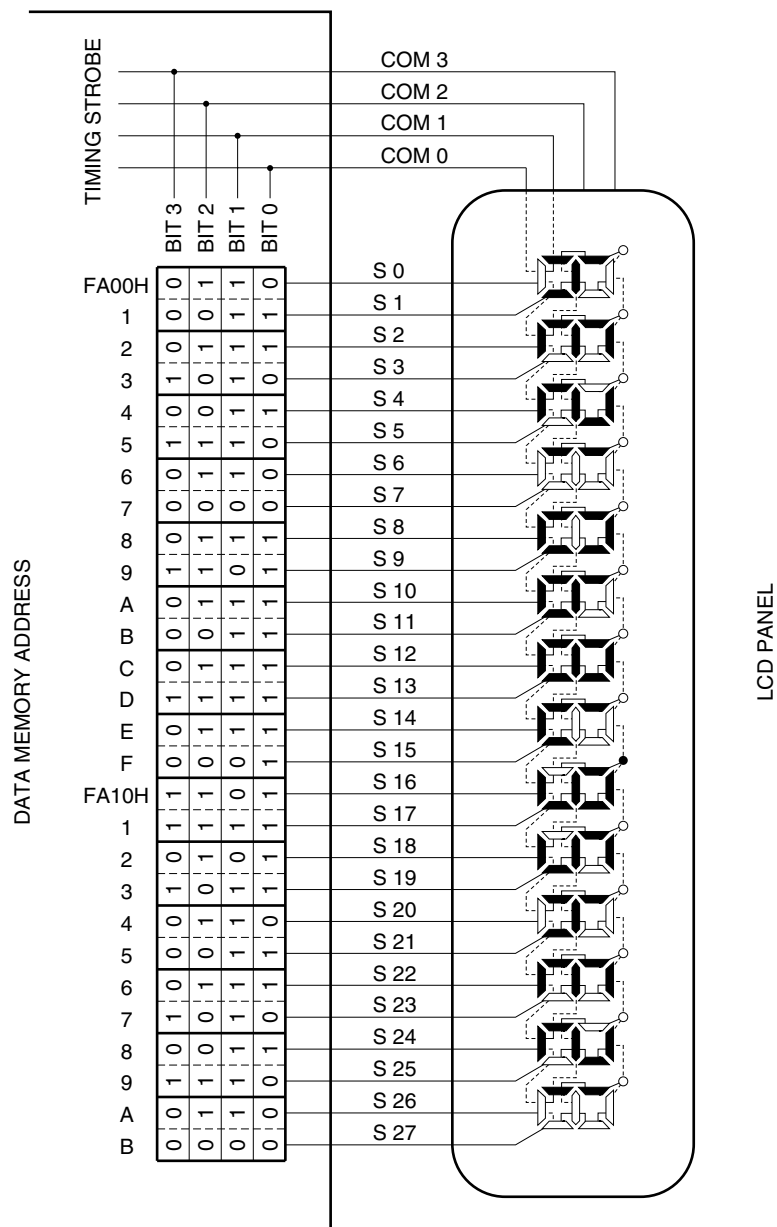 TIMING STROBE
COM 3
COM 2
COM 1
COM 0
BIT 3
BIT 2
BIT 1
BIT 0
DATA MEMORY ADDRESS
FA00H 0 1 1 0 S 0
1 0 0 1 1 S 1
2 0 1 1 1 S 2
3 1 0 1 0 S 3
4 0 0 1 1 S 4
5 1 1 1 0 S 5
6 0 1 1 0 S 6
7 0 0 0 0 S 7
8 0 1 1 1 S 8
9 1 1 0 1 S 9
A 0 1 1 1 S 10
B 0 0 1 1 S 11
C 0 1 1 1 S 12
D 1 1 1 1 S 13
E 0 1 1 1 S 14
F 0 0 0 1 S 15
FA10H 1 1 0 1 S 16
1 1 1 1 1 S 17
2 0 1 0 1 S 18
3 1 0 1 1 S 19
4 0 1 1 0 S 20
5 0 0 1 1 S 21
6 0 1 1 1 S 22
7 1 0 1 0 S 23
8 0 0 1 1 S 24
9 1 1 1 0 S 25
A 0 1 1 0 S 26
B 0 0 0 0 S 27
LCD PANEL